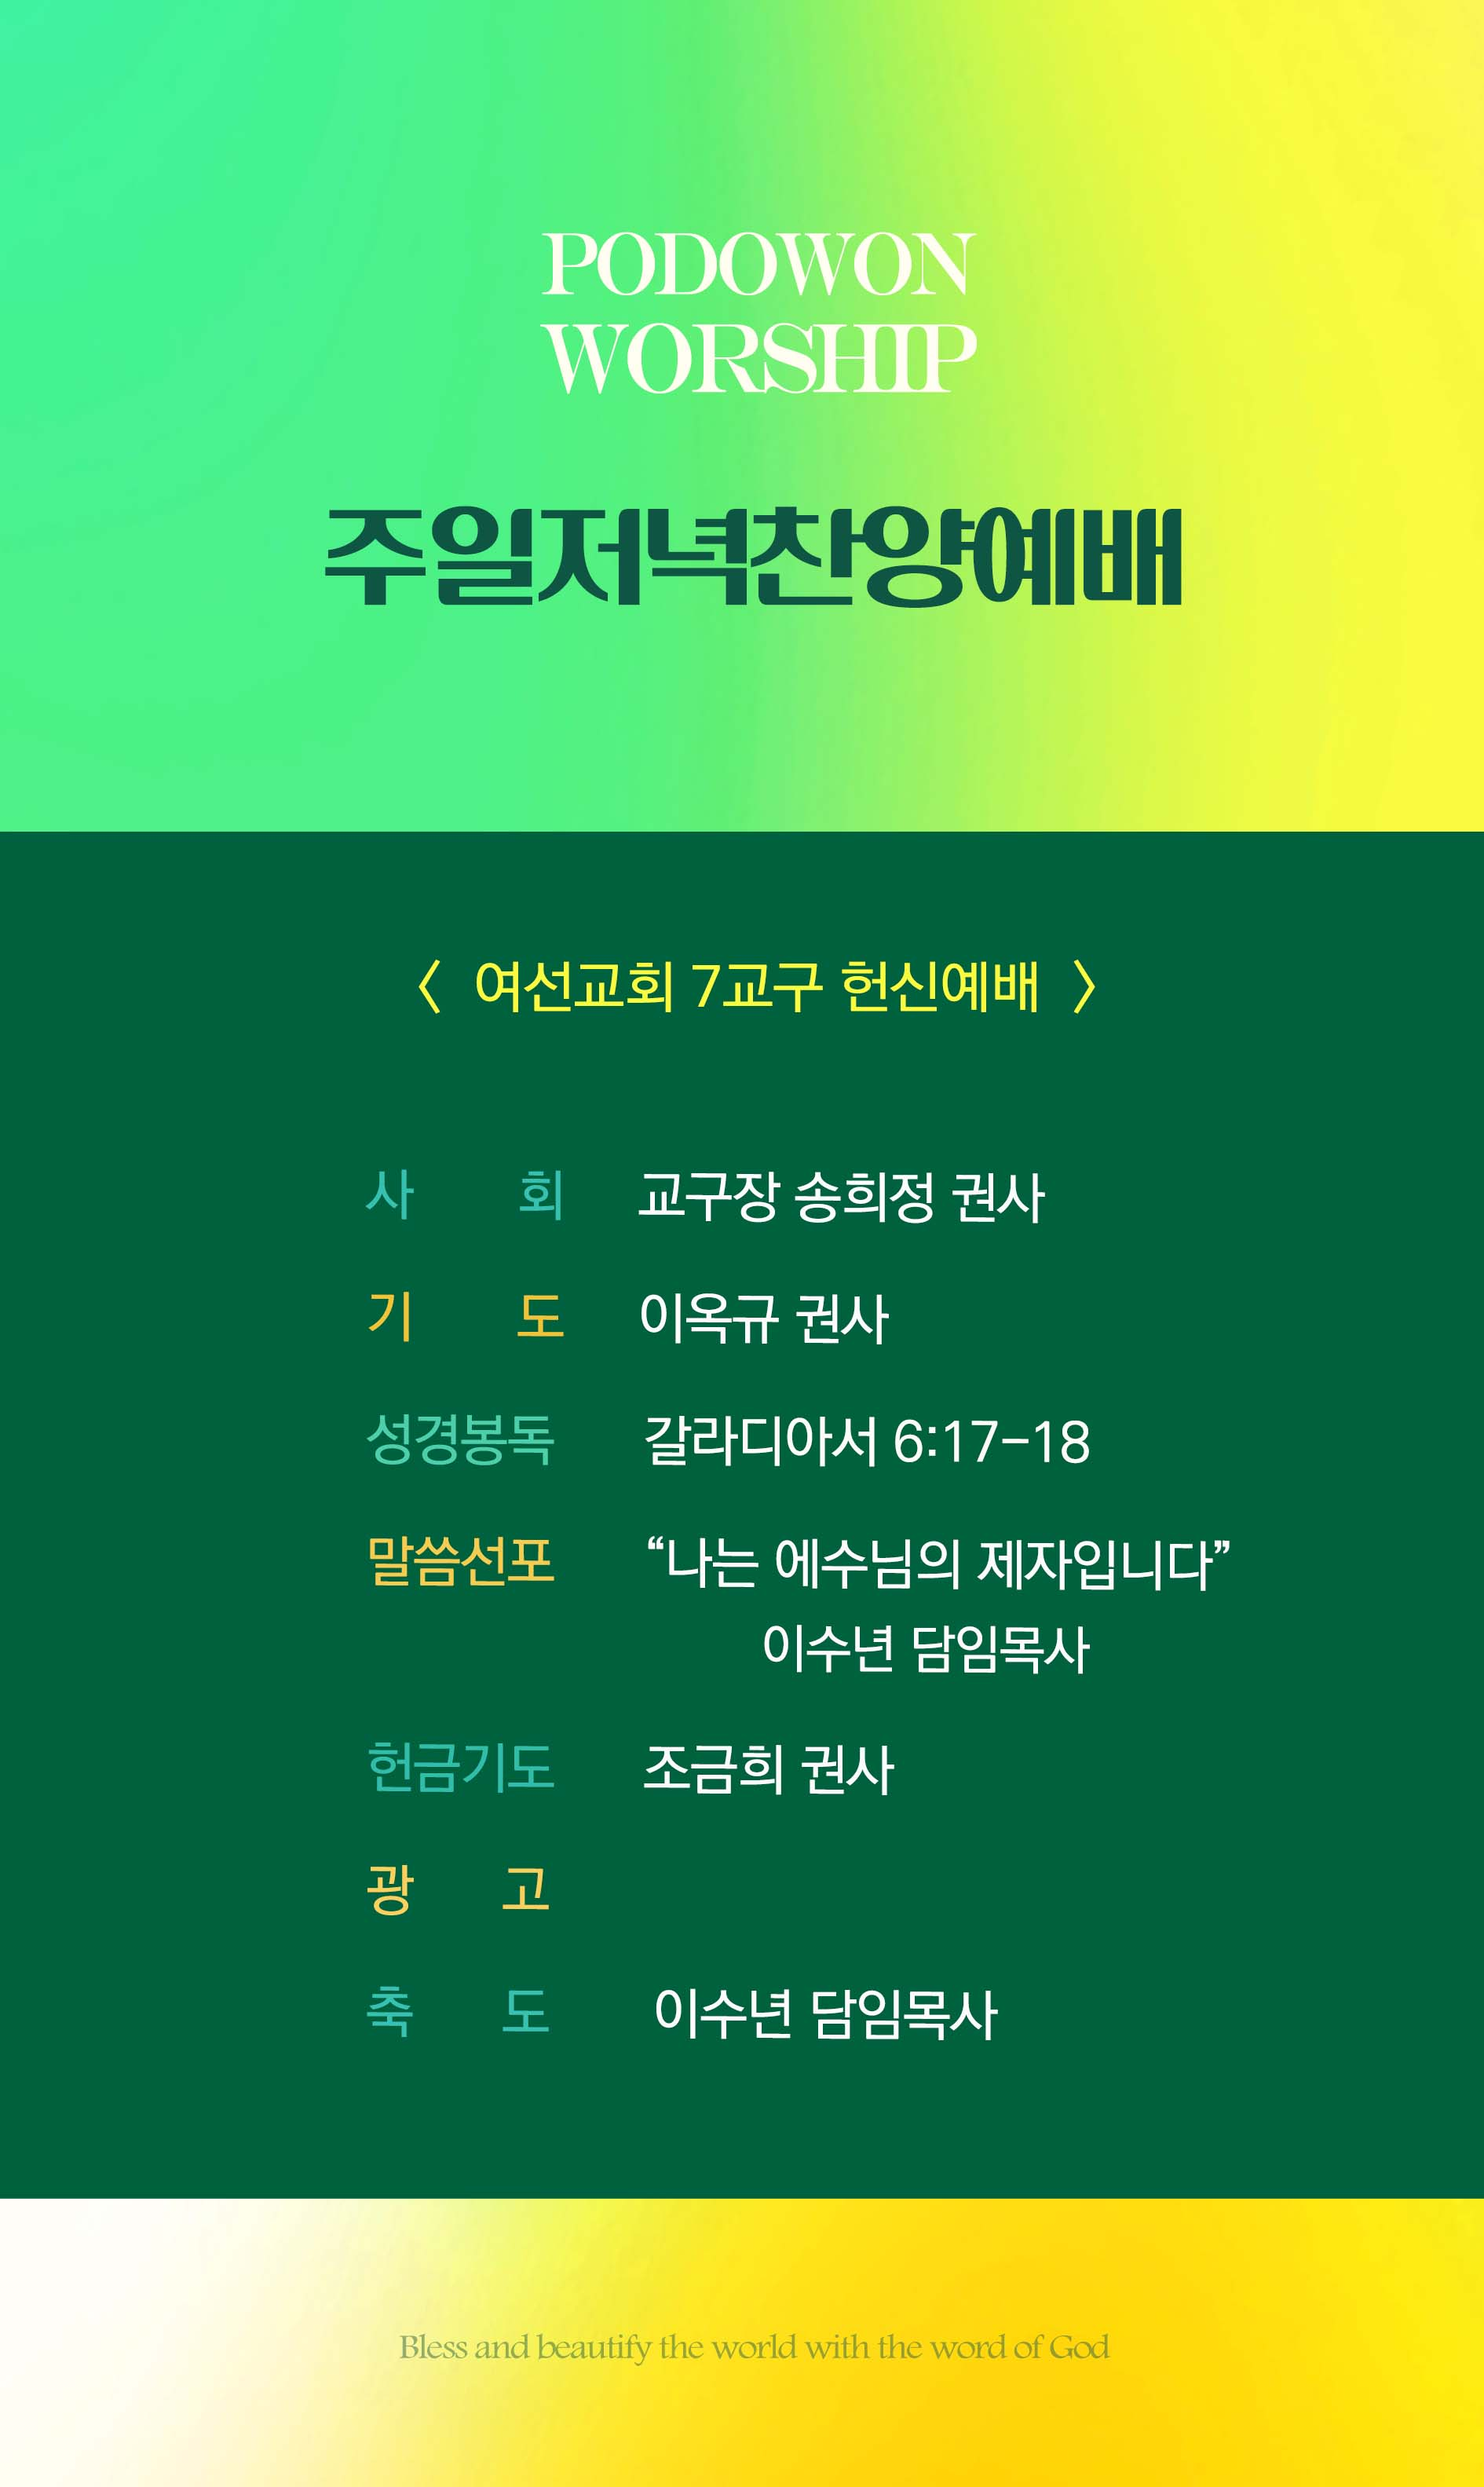 PODOWON
WORSHIP
주일저녁찬양예배
〈 여선교회 7교구 헌신예배 〉
사 회 교구장 송희정 권사
기 도 이옥규 권사
성경봉독 갈라디아서 6:17-18
말씀선포 “나는 에수님의 제자입니다”
이수년 담임목사
헌금기도 조금희 권사
광 고
축 도 이수년 담임목사
Bless and beautify the world with the word of God